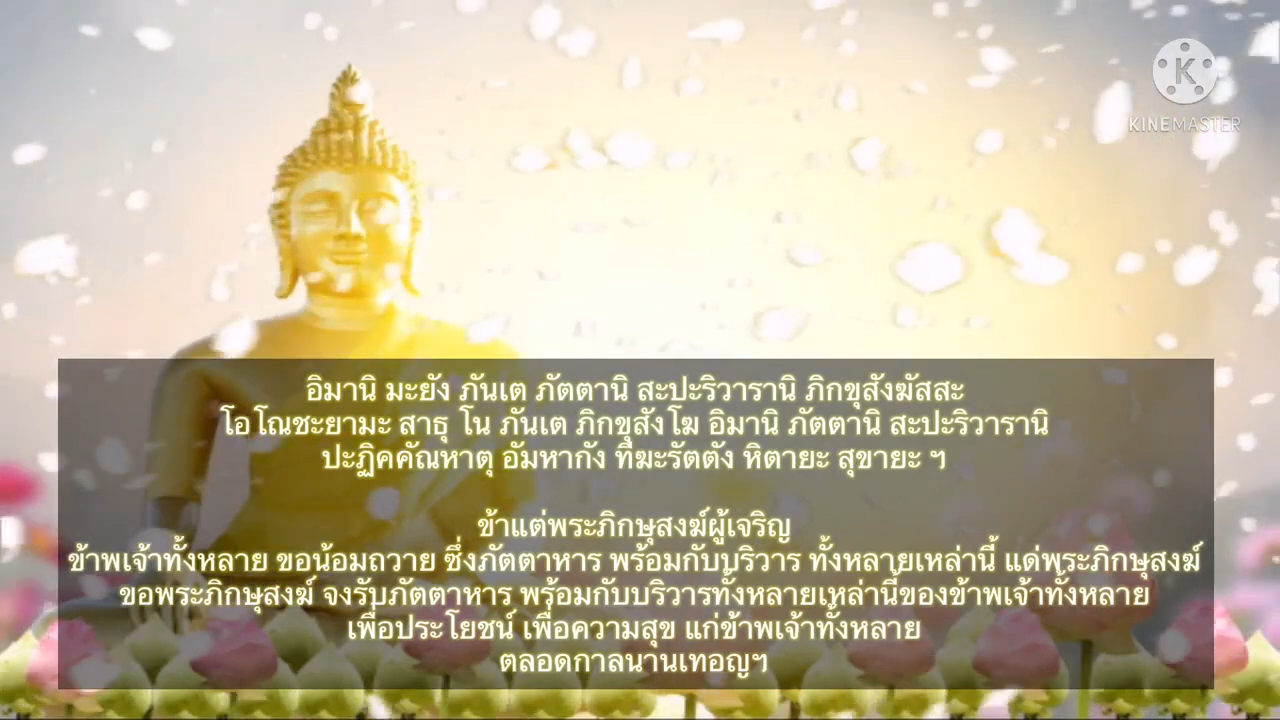 KINEMASTER
อิมานิ มะยัง ภันเต ภัตตานิ สะปะริวารานิ ภิกขุสังฆัสสะ
โอโณชะยามะ สาธุ โน ภันเต ภิกขุสังโฆ อิมานิ ภัตตานิ สะปะริวารานิ
ปะฏิคคัณหาตุ อัมหากัง ทีฆะรัตตัง หิตายะ สุขายะ ฯ
ข้าแต่พระภิกษุสงฆ์ผู้เจริญ
ข้าพเจ้าทั้งหลาย ขอน้อมถวาย ซึ่งภัตตาหาร พร้อมกับบริวาร ทั้งหลายเหล่านี้ แด่พระภิกษุสงฆ์
ขอพระภิกษุสงฆ์ จงรับภัตตาหาร พร้อมกับบริวารทั้งหลายเหล่านี้ของข้าพเจ้าทั้งหลาย
เพื่อประโยชน์ เพื่อความสุข แก่ข้าพเจ้าทั้งหลาย
ตลอดกาลนานเทอญฯ